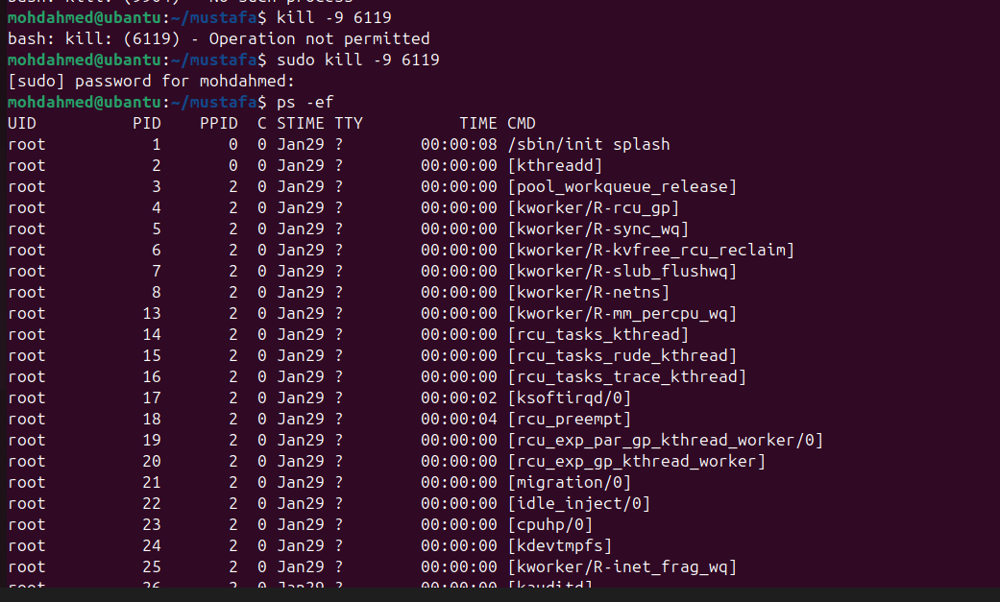 bash: kill: (9904) - No such process
mohdahmed@ubantu:~/mustafa$ kill -9 6119
bash: kill: (6119) - Operation not permitted
mohdahmed@ubantu:~/mustafa$ sudo kill -9 6119
[sudo] password for mohdahmed:
mohdahmed@ubantu:~/mustafa$ ps -ef
UID PID PPID C STIME TTY TIME CMD
root 1 0 0 Jan29 ? 00:00:08 /sbin/init splash
root 2 0 0 Jan29 ? 00:00:00 [kthreadd]
root 3 2 0 Jan29 ? 00:00:00 [pool_workqueue_release]
root 4 2 0 Jan29 ? 00:00:00 [kworker/R-rcu_gp]
root 5 2 0 Jan29 ? 00:00:00 [kworker/R-sync_wq]
root 6 2 0 Jan29 ? 00:00:00 [kworker/R-kvfree_rcu_reclaim]
root 7 2 0 Jan29 ? 00:00:00 [kworker/R-slub_flushwq]
root 8 2 0 Jan29 ? 00:00:00 [kworker/R-netns]
root 13 2 0 Jan29 ? 00:00:00 [kworker/R-mm_percpu_wq]
root 14 2 0 Jan29 ? 00:00:00 [rcu_tasks_kthread]
root 15 2 0 Jan29 ? 00:00:00 [rcu_tasks_rude_kthread]
root 16 2 0 Jan29 ? 00:00:00 [rcu_tasks_trace_kthread]
root 17 2 0 Jan29 ? 00:00:02 [ksoftirqd/0]
root 18 2 0 Jan29 ? 00:00:04 [rcu_preempt]
root 19 2 0 Jan29 ? 00:00:00 [rcu_exp_par_gp_kthread_worker/0]
root 20 2 0 Jan29 ? 00:00:00 [rcu_exp_gp_kthread_worker]
root 21 2 0 Jan29 ? 00:00:00 [migration/0]
root 22 2 0 Jan29 ? 00:00:00 [idle_inject/0]
root 23 2 0 Jan29 ? 00:00:00 [cpuhp/0]
root 24 2 0 Jan29 ? 00:00:00 [kdevtmpfs]
root 25 2 0 Jan29 ? 00:00:00 [kworker/R-inet_frag_wq]
root 26 2 0 Jan29 ? 00:00:00 [kauditd]